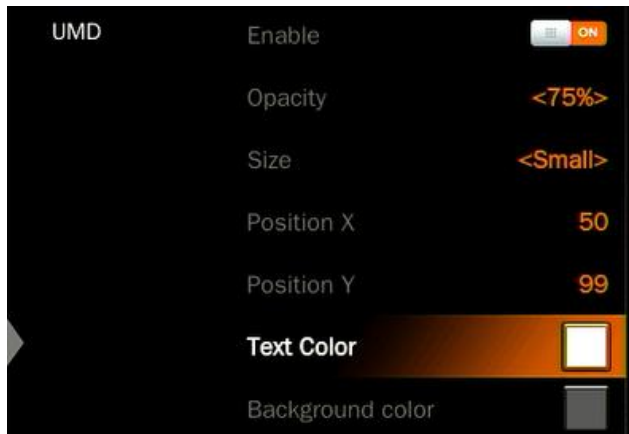 UMD Enable ON
Opacity <75%>
Size <Small>
Position X 50
Position Y 99
Text Color
Background color